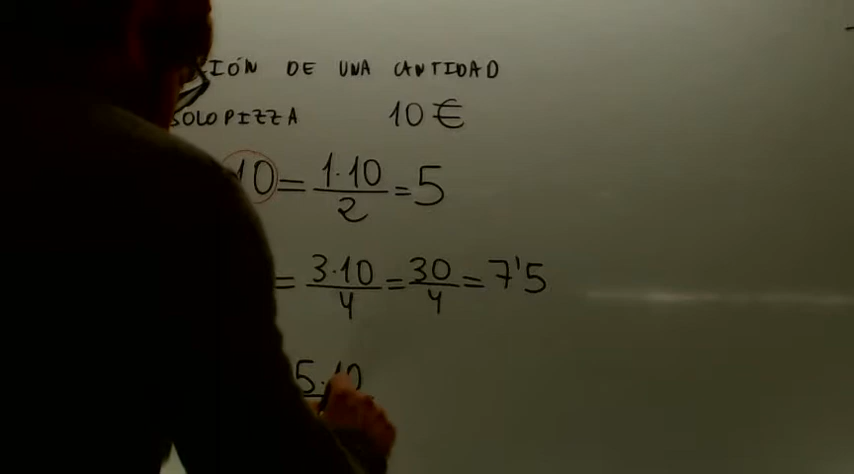 IÓN DE UNA CANTIDAD
SOLOPIZZA 10 €
10 = 1·10/2 = 5
= 3·10/4 = 30/4 = 7'5
5·10